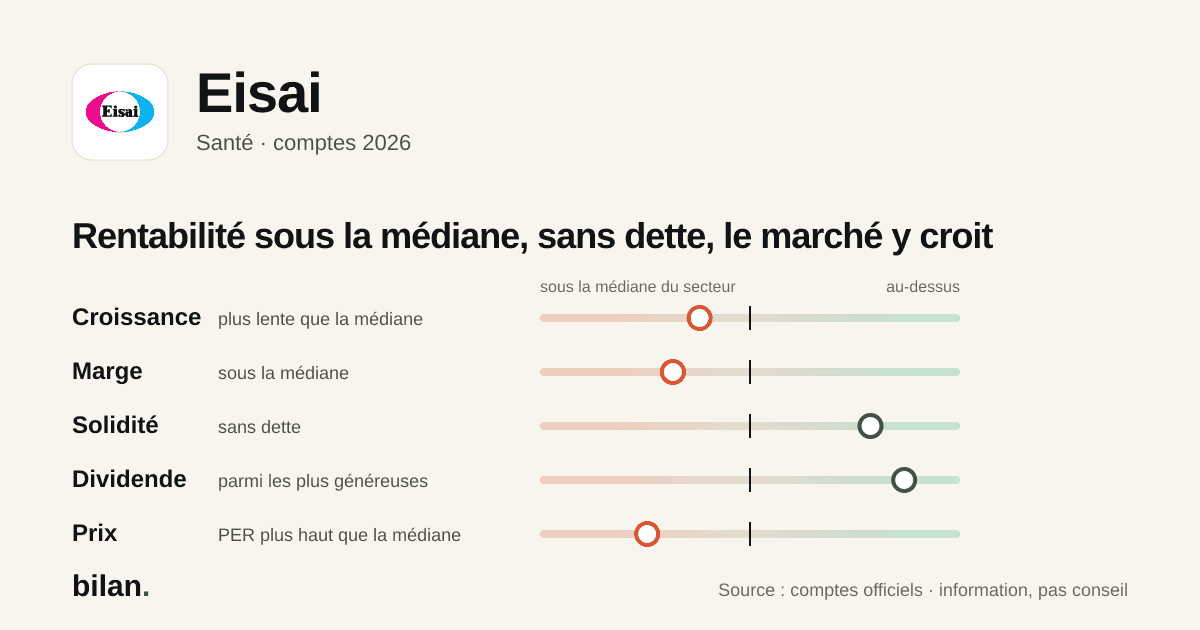 Eisai
Eisai
Santé · comptes 2026
Rentabilité sous la médiane, sans dette, le marché y croit
sous la médiane du secteur au-dessus
Croissance plus lente que la médiane
Marge sous la médiane
Solidité sans dette
Dividende parmi les plus généreuses
Prix PER plus haut que la médiane
bilan.
Source : comptes officiels · information, pas conseil